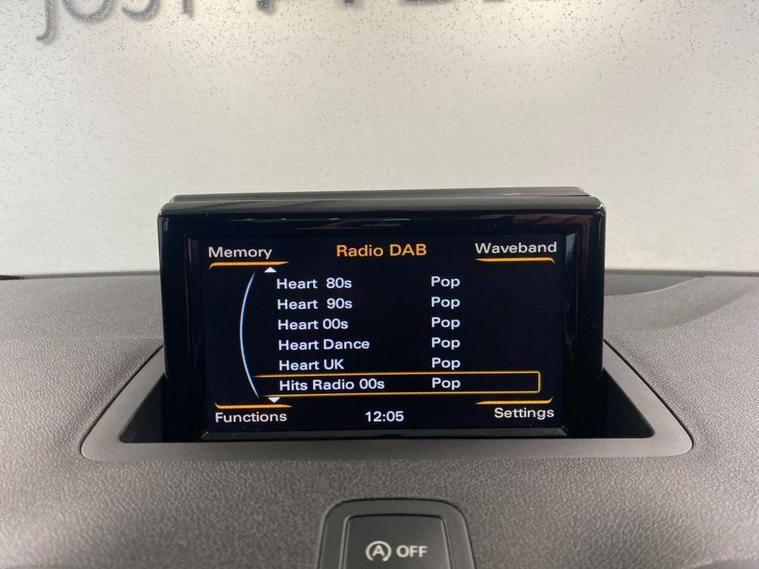 JUST
Memory Radio DAB Waveband
Heart 80s Pop
Heart 90s Pop
Heart 00s Pop
Heart Dance Pop
Heart UK Pop
Hits Radio 00s Pop
Functions 12:05 Settings
A OFF